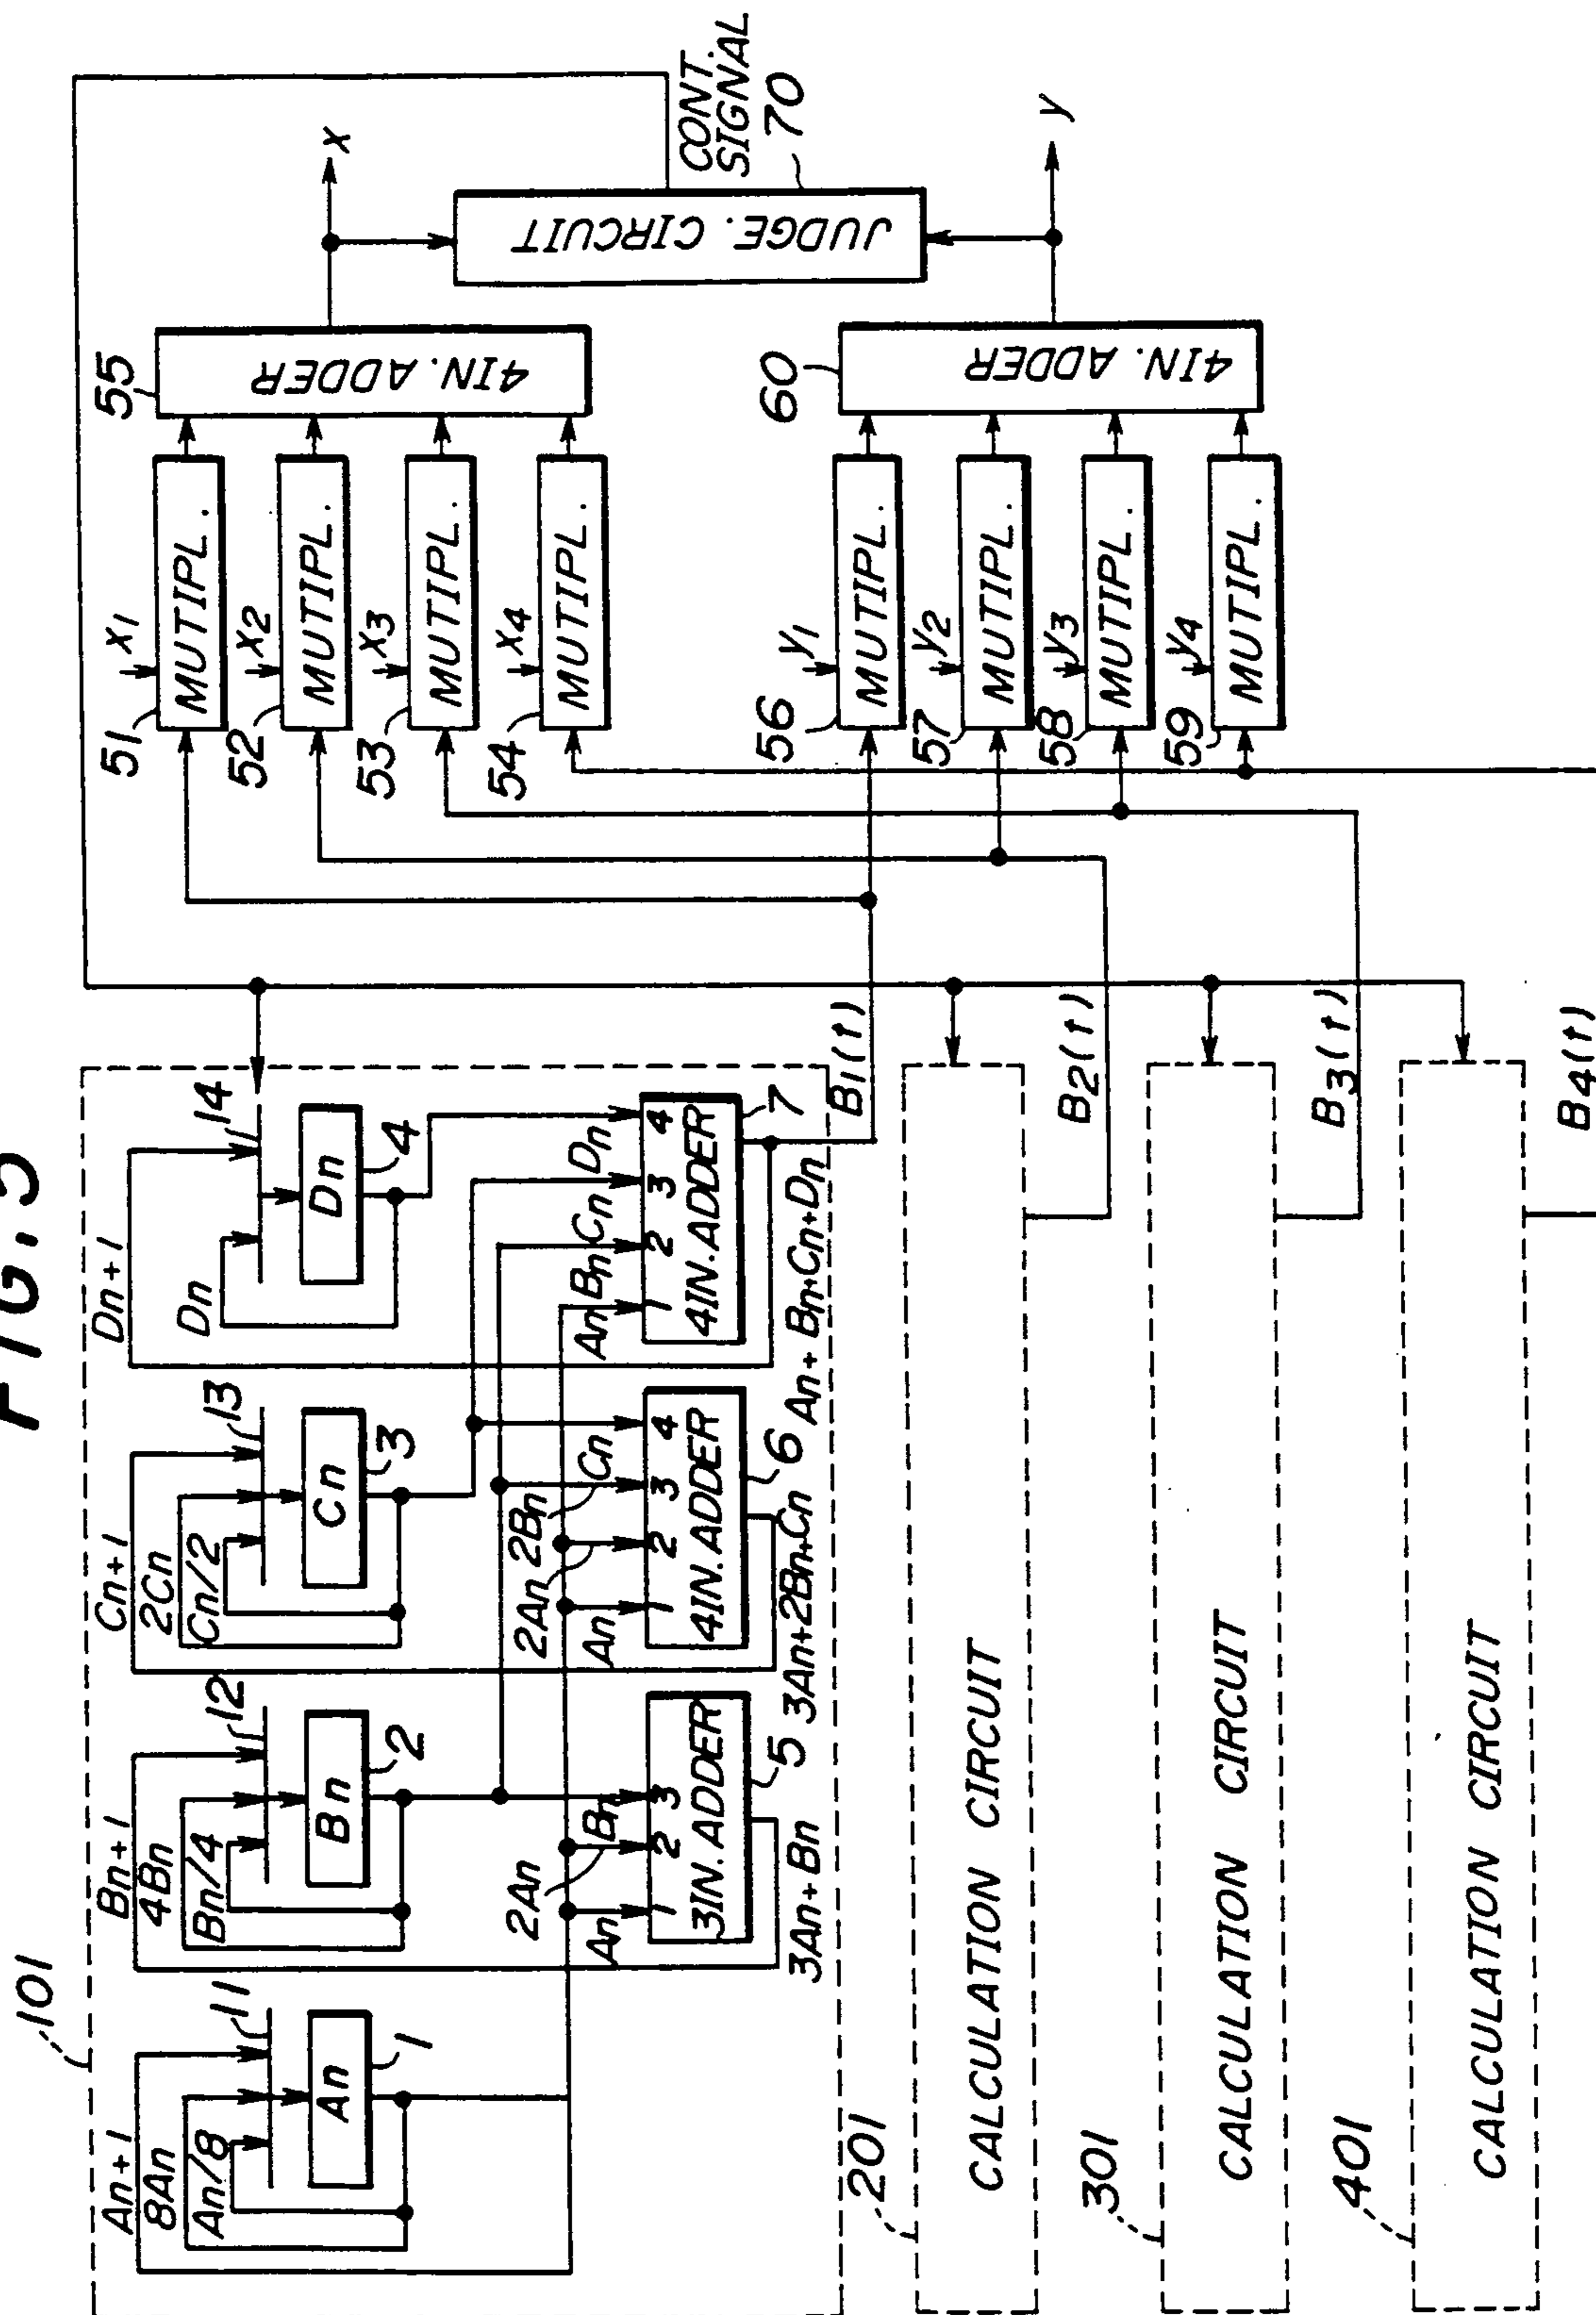 FIG. 5
101
An+1
8An
An/8
11
An
1
Bn+1
4Bn
Bn/4
12
Bn
2
Cn+1
2Cn
Cn/2
13
Cn
3
Dn+1
Dn
14
Dn
4
An
2An
Bn
1 2 3
3IN. ADDER
5
3An+Bn
An
2An
2Bn
Cn
1 2 3 4
4IN. ADDER
6
3An+2Bn+Cn
An
Bn
Cn
Dn
1 2 3 4
4IN. ADDER
7
An+Bn+Cn+Dn
B1(t)
201
CALCULATION CIRCUIT
B2(t)
301
CALCULATION CIRCUIT
B3(t)
401
CALCULATION CIRCUIT
B4(t)
51
x1
MUTIPL.
52
x2
MUTIPL.
53
x3
MUTIPL.
54
x4
MUTIPL.
55
4IN. ADDER
56
y1
MUTIPL.
57
y2
MUTIPL.
58
y3
MUTIPL.
59
y4
MUTIPL.
60
4IN. ADDER
x
JUDGE. CIRCUIT
CONT.
SIGNAL
70
y